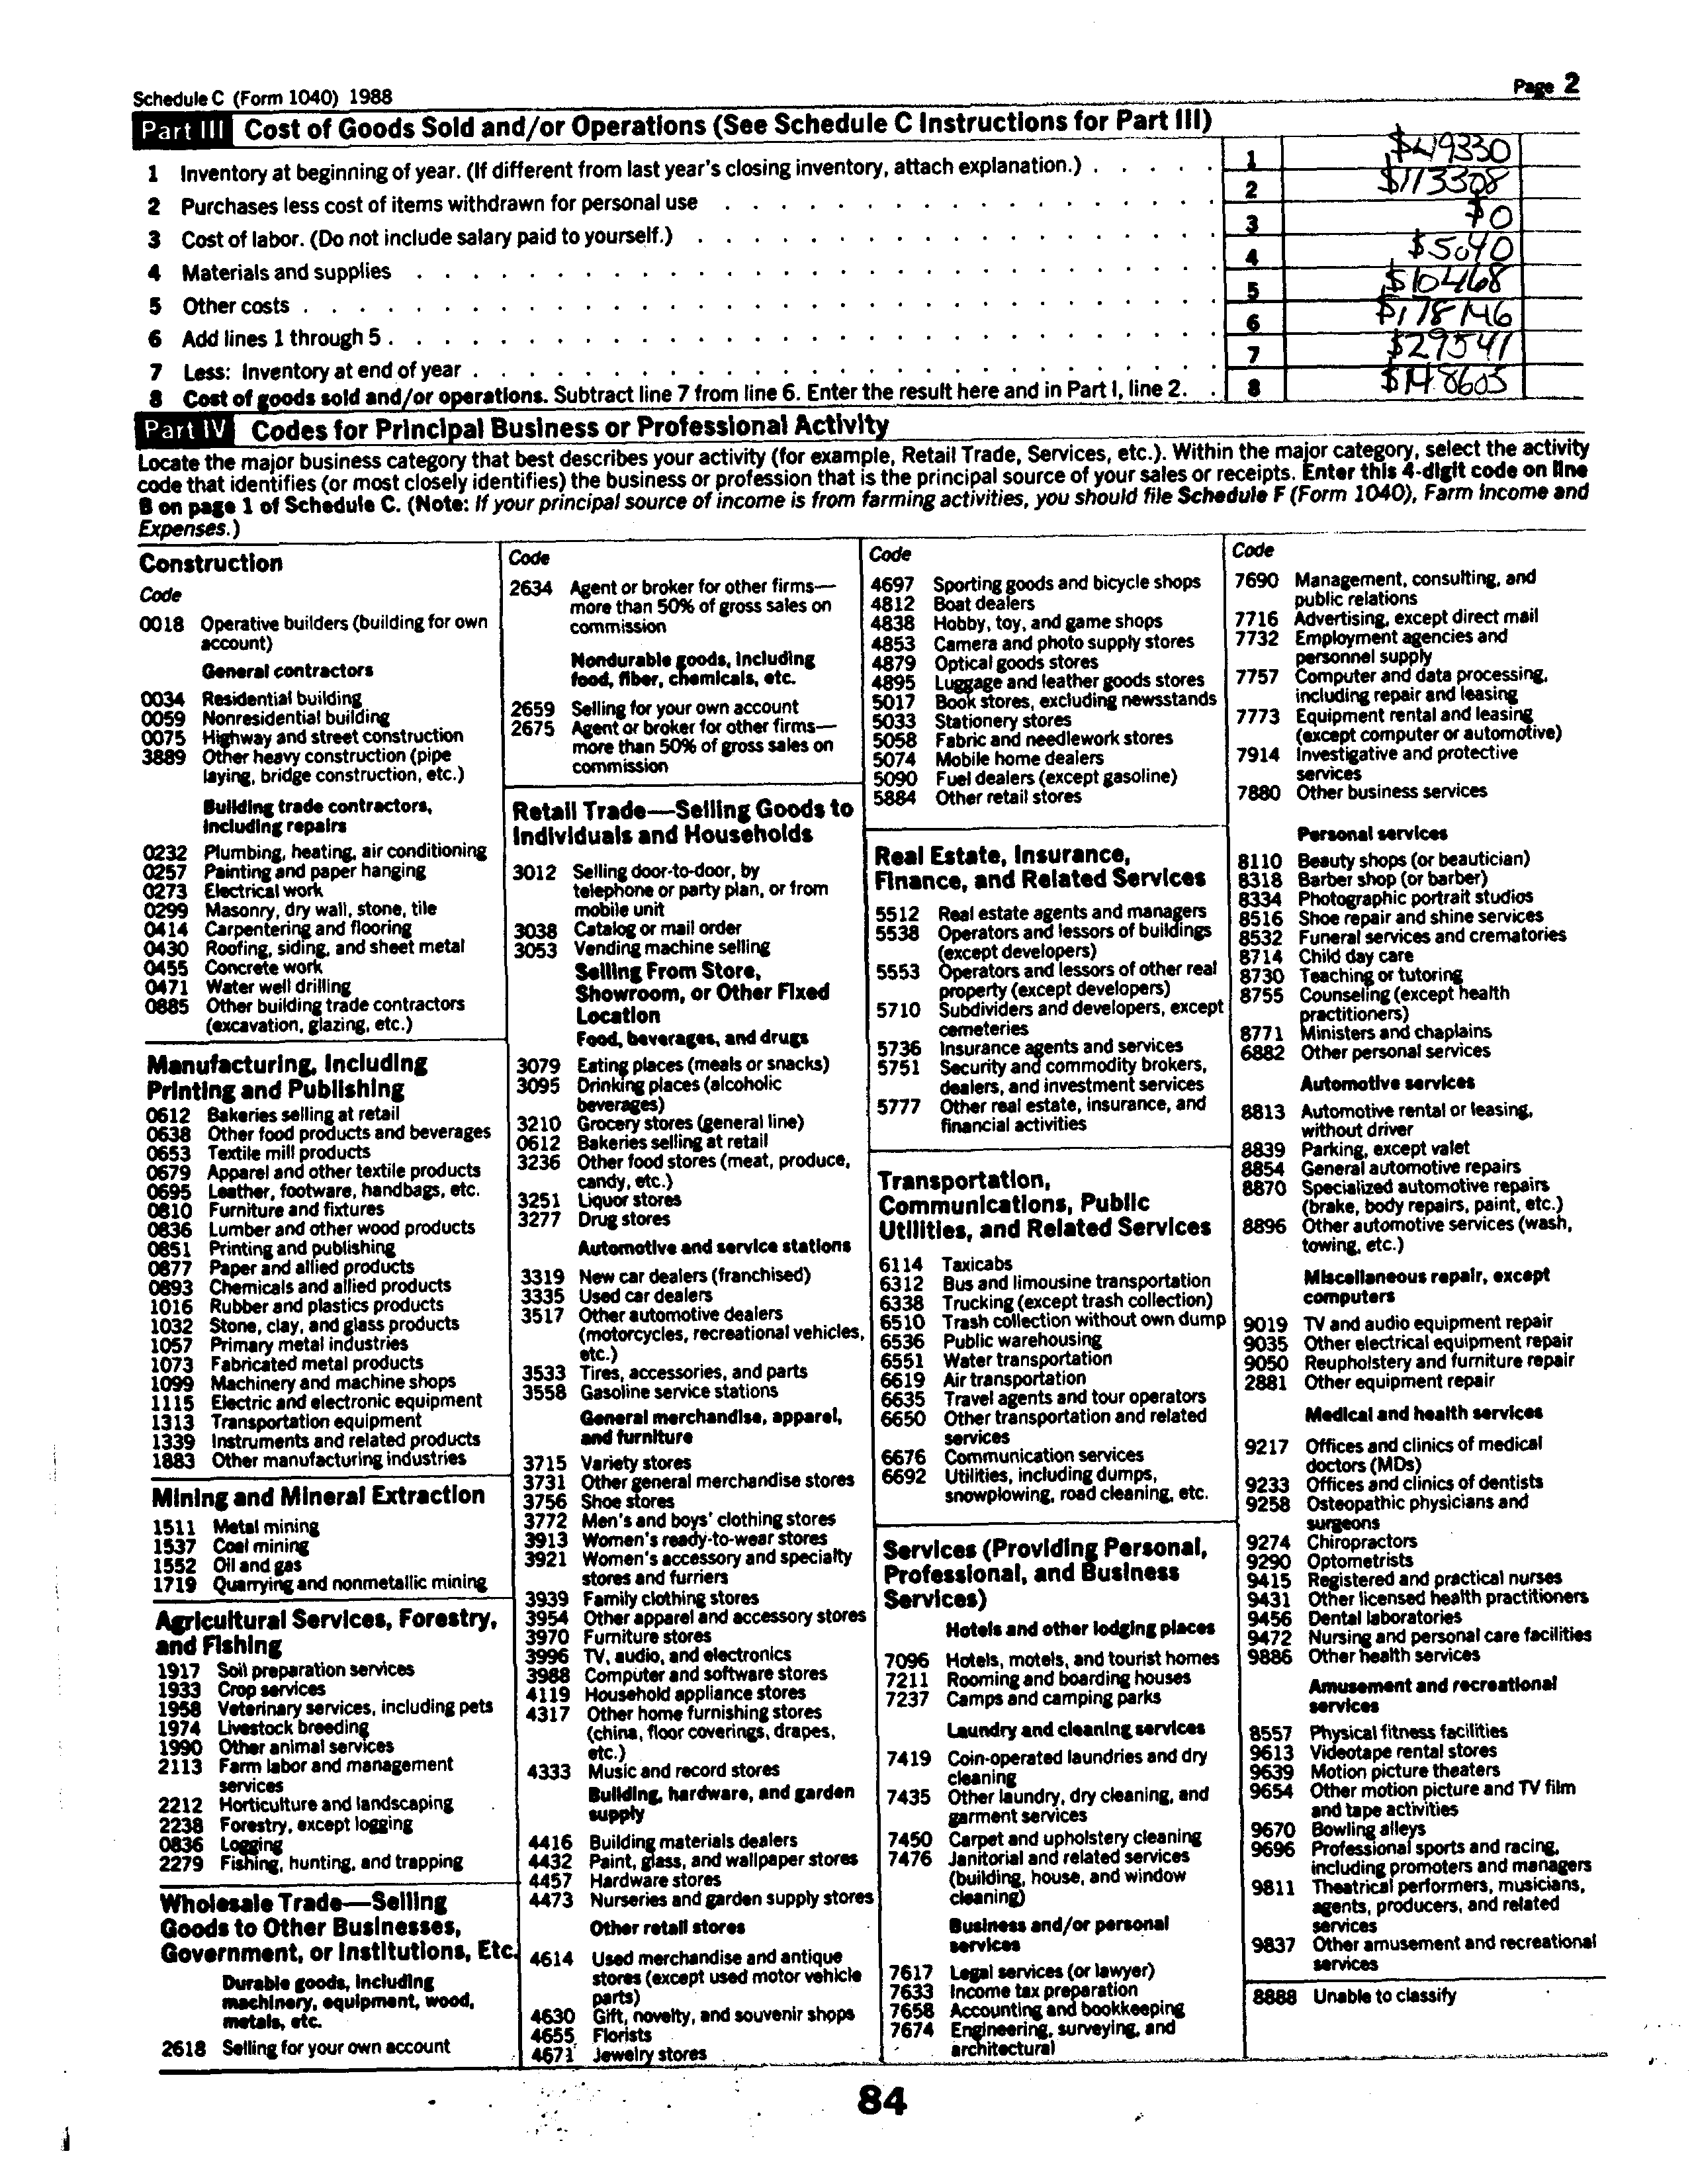 Schedule C (Form 1040) 1988
Page 2
Part III Cost of Goods Sold and/or Operations (See Schedule C Instructions for Part III)
1 Inventory at beginning of year. (If different from last year's closing inventory, attach explanation.) . . . . . 1 $49330
2 Purchases less cost of items withdrawn for personal use 2 $113308
3 Cost of labor. (Do not include salary paid to yourself.) 3 $0
4 Materials and supplies 4 $5040
5 Other costs 5 $10468
6 Add lines 1 through 5 6 $178146
7 Less: Inventory at end of year 7 $29541
8 Cost of goods sold and/or operations. Subtract line 7 from line 6. Enter the result here and in Part I, line 2. . 8 $148605
Part IV Codes for Principal Business or Professional Activity
Locate the major business category that best describes your activity (for example, Retail Trade, Services, etc.). Within the major category, select the activity
code that identifies (or most closely identifies) the business or profession that is the principal source of your sales or receipts. Enter this 4-digit code on line
B on page 1 of Schedule C. (Note: If your principal source of income is from farming activities, you should file Schedule F (Form 1040), Farm Income and
Expenses.)
Construction
Code
0018 Operative builders (building for own
account)
General contractors
0034 Residential building
0059 Nonresidential building
0075 Highway and street construction
3889 Other heavy construction (pipe
laying, bridge construction, etc.)
Building trade contractors,
including repairs
0232 Plumbing, heating, air conditioning
0257 Painting and paper hanging
0273 Electrical work
0299 Masonry, dry wall, stone, tile
0414 Carpentering and flooring
0430 Roofing, siding, and sheet metal
0455 Concrete work
0471 Water well drilling
0885 Other building trade contractors
(excavation, glazing, etc.)
Manufacturing, Including
Printing and Publishing
0612 Bakeries selling at retail
0638 Other food products and beverages
0653 Textile mill products
0679 Apparel and other textile products
0695 Leather, footware, handbags, etc.
0810 Furniture and fixtures
0836 Lumber and other wood products
0851 Printing and publishing
0877 Paper and allied products
0893 Chemicals and allied products
1016 Rubber and plastics products
1032 Stone, clay, and glass products
1057 Primary metal industries
1073 Fabricated metal products
1099 Machinery and machine shops
1115 Electric and electronic equipment
1313 Transportation equipment
1339 Instruments and related products
1883 Other manufacturing industries
Mining and Mineral Extraction
1511 Metal mining
1537 Coal mining
1552 Oil and gas
1719 Quarrying and nonmetallic mining
Agricultural Services, Forestry,
and Fishing
1917 Soil preparation services
1933 Crop services
1958 Veterinary services, including pets
1974 Livestock breeding
1990 Other animal services
2113 Farm labor and management
services
2212 Horticulture and landscaping
2238 Forestry, except logging
0836 Logging
2279 Fishing, hunting, and trapping
Wholesale Trade—Selling
Goods to Other Businesses,
Government, or Institutions, Etc.
Durable goods, including
machinery, equipment, wood,
metals, etc.
2618 Selling for your own account
Code
2634 Agent or broker for other firms—
more than 50% of gross sales on
commission
Nondurable goods, including
food, fiber, chemicals, etc.
2659 Selling for your own account
2675 Agent or broker for other firms—
more than 50% of gross sales on
commission
Retail Trade—Selling Goods to
Individuals and Households
3012 Selling door-to-door, by
telephone or party plan, or from
mobile unit
3038 Catalog or mail order
3053 Vending machine selling
Selling From Store,
Showroom, or Other Fixed
Location
Food, beverages, and drugs
3079 Eating places (meals or snacks)
3095 Drinking places (alcoholic
beverages)
3210 Grocery stores (general line)
0612 Bakeries selling at retail
3236 Other food stores (meat, produce,
candy, etc.)
3251 Liquor stores
3277 Drug stores
Automotive and service stations
3319 New car dealers (franchised)
3335 Used car dealers
3517 Other automotive dealers
(motorcycles, recreational vehicles,
etc.)
3533 Tires, accessories, and parts
3558 Gasoline service stations
General merchandise, apparel,
and furniture
3715 Variety stores
3731 Other general merchandise stores
3756 Shoe stores
3772 Men's and boys' clothing stores
3913 Women's ready-to-wear stores
3921 Women's accessory and specialty
stores and furriers
3939 Family clothing stores
3954 Other apparel and accessory stores
3970 Furniture stores
3996 TV, audio, and electronics
3988 Computer and software stores
4119 Household appliance stores
4317 Other home furnishing stores
(china, floor coverings, drapes,
etc.)
4333 Music and record stores
Building, hardware, and garden
supply
4416 Building materials dealers
4432 Paint, glass, and wallpaper stores
4457 Hardware stores
4473 Nurseries and garden supply stores
Other retail stores
4614 Used merchandise and antique
stores (except used motor vehicle
parts)
4630 Gift, novelty, and souvenir shops
4655 Florists
4671 Jewelry stores
Code
4697 Sporting goods and bicycle shops
4812 Boat dealers
4838 Hobby, toy, and game shops
4853 Camera and photo supply stores
4879 Optical goods stores
4895 Luggage and leather goods stores
5017 Book stores, excluding newsstands
5033 Stationery stores
5058 Fabric and needlework stores
5074 Mobile home dealers
5090 Fuel dealers (except gasoline)
5884 Other retail stores
Real Estate, Insurance,
Finance, and Related Services
5512 Real estate agents and managers
5538 Operators and lessors of buildings
(except developers)
5553 Operators and lessors of other real
property (except developers)
5710 Subdividers and developers, except
cemeteries
5736 Insurance agents and services
5751 Security and commodity brokers,
dealers, and investment services
5777 Other real estate, insurance, and
financial activities
Transportation,
Communications, Public
Utilities, and Related Services
6114 Taxicabs
6312 Bus and limousine transportation
6338 Trucking (except trash collection)
6510 Trash collection without own dump
6536 Public warehousing
6551 Water transportation
6619 Air transportation
6635 Travel agents and tour operators
6650 Other transportation and related
services
6676 Communication services
6692 Utilities, including dumps,
snowplowing, road cleaning, etc.
Services (Providing Personal,
Professional, and Business
Services)
Hotels and other lodging places
7096 Hotels, motels, and tourist homes
7211 Rooming and boarding houses
7237 Camps and camping parks
Laundry and cleaning services
7419 Coin-operated laundries and dry
cleaning
7435 Other laundry, dry cleaning, and
garment services
7450 Carpet and upholstery cleaning
7476 Janitorial and related services
(building, house, and window
cleaning)
Business and/or personal
services
7617 Legal services (or lawyer)
7633 Income tax preparation
7658 Accounting and bookkeeping
7674 Engineering, surveying, and
architectural
Code
7690 Management, consulting, and
public relations
7716 Advertising, except direct mail
7732 Employment agencies and
personnel supply
7757 Computer and data processing,
including repair and leasing
7773 Equipment rental and leasing
(except computer or automotive)
7914 Investigative and protective
services
7880 Other business services
Personal services
8110 Beauty shops (or beautician)
8318 Barber shop (or barber)
8334 Photographic portrait studios
8516 Shoe repair and shine services
8532 Funeral services and crematories
8714 Child day care
8730 Teaching or tutoring
8755 Counseling (except health
practitioners)
8771 Ministers and chaplains
6882 Other personal services
Automotive services
8813 Automotive rental or leasing,
without driver
8839 Parking, except valet
8854 General automotive repairs
8870 Specialized automotive repairs
(brake, body repairs, paint, etc.)
8896 Other automotive services (wash,
towing, etc.)
Miscellaneous repair, except
computers
9019 TV and audio equipment repair
9035 Other electrical equipment repair
9050 Reupholstery and furniture repair
2881 Other equipment repair
Medical and health services
9217 Offices and clinics of medical
doctors (MDs)
9233 Offices and clinics of dentists
9258 Osteopathic physicians and
surgeons
9274 Chiropractors
9290 Optometrists
9415 Registered and practical nurses
9431 Other licensed health practitioners
9456 Dental laboratories
9472 Nursing and personal care facilities
9886 Other health services
Amusement and recreational
services
8557 Physical fitness facilities
9613 Videotape rental stores
9639 Motion picture theaters
9654 Other motion picture and TV film
and tape activities
9670 Bowling alleys
9696 Professional sports and racing,
including promoters and managers
9811 Theatrical performers, musicians,
agents, producers, and related
services
9837 Other amusement and recreational
services
8888 Unable to classify
84